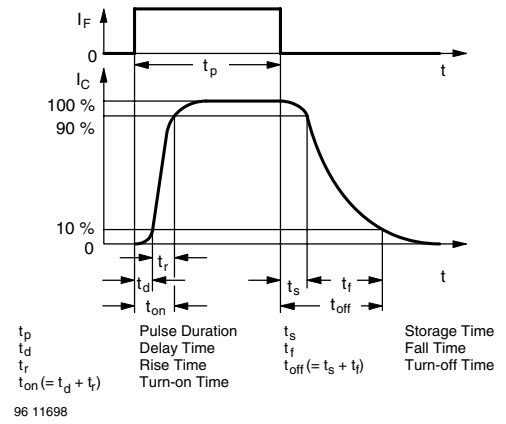 I_F
0
t_p
t
I_C
100 %
90 %
10 %
0
t_r
t_d
t_s
t_f
t
t_on
t_off
t_p Pulse Duration t_s Storage Time
t_d Delay Time t_f Fall Time
t_r Rise Time t_off (= t_s + t_f) Turn-off Time
t_on (= t_d + t_r) Turn-on Time
96 11698